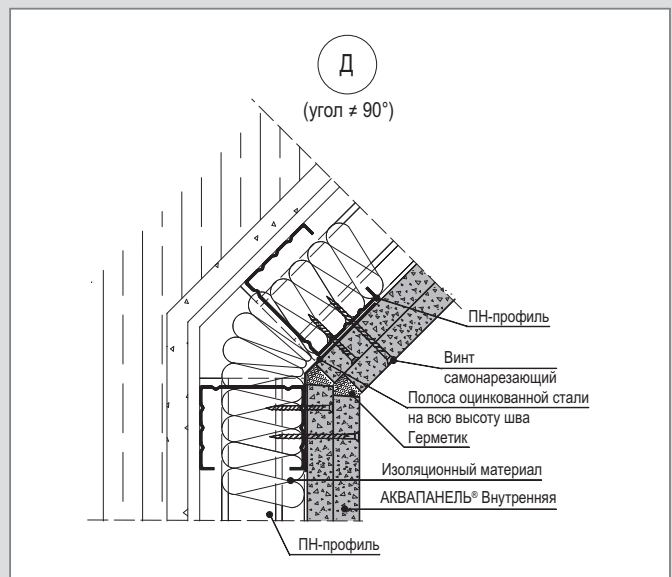 Д
(угол ≠ 90°)
ПН-профиль
Винт
самонарезающий
Полоса оцинкованной стали
на всю высоту шва
Герметик
Изоляционный материал
АКВАПАНЕЛЬ® Внутренняя
ПН-профиль